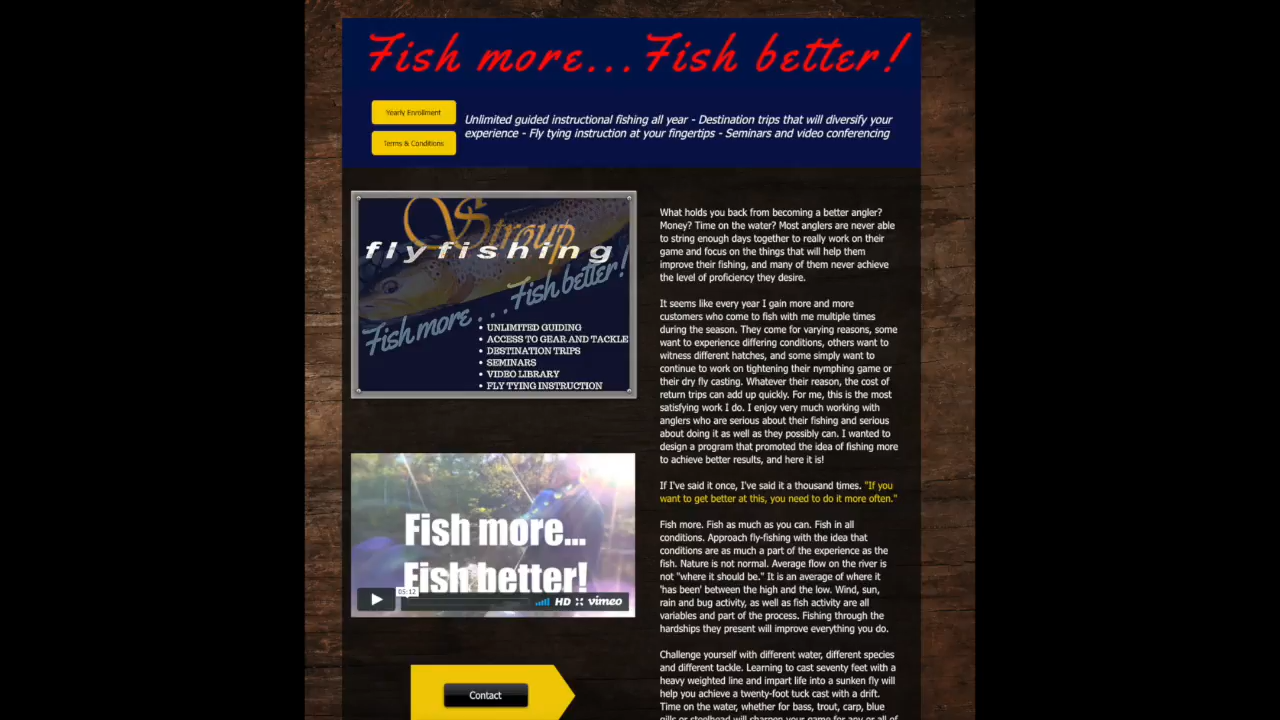 Fish more...Fish better!
Yearly Enrollment
Terms & Conditions
Unlimited guided instructional fishing all year - Destination trips that will diversify your
experience - Fly tying instruction at your fingertips - Seminars and video conferencing
Stroup
flyfishing
Fish more...Fish better!
• UNLIMITED GUIDING
• ACCESS TO GEAR AND TACKLE
• DESTINATION TRIPS
• SEMINARS
• VIDEO LIBRARY
• FLY TYING INSTRUCTION
Fish more...
Fish better!
05:12
HD vimeo
Contact
What holds you back from becoming a better angler?
Money? Time on the water? Most anglers are never able
to string enough days together to really work on their
game and focus on the things that will help them
improve their fishing, and many of them never achieve
the level of proficiency they desire.
It seems like every year I gain more and more
customers who come to fish with me multiple times
during the season. They come for varying reasons, some
want to experience differing conditions, others want to
witness different hatches, and some simply want to
continue to work on tightening their nymphing game or
their dry fly casting. Whatever their reason, the cost of
return trips can add up quickly. For me, this is the most
satisfying work I do. I enjoy very much working with
anglers who are serious about their fishing and serious
about doing it as well as they possibly can. I wanted to
design a program that promoted the idea of fishing more
to achieve better results, and here it is!
If I've said it once, I've said it a thousand times. "If you
want to get better at this, you need to do it more often."
Fish more. Fish as much as you can. Fish in all
conditions. Approach fly-fishing with the idea that
conditions are as much a part of the experience as the
fish. Nature is not normal. Average flow on the river is
not "where it should be." It is an average of where it
'has been' between the high and the low. Wind, sun,
rain and bug activity, as well as fish activity are all
variables and part of the process. Fishing through the
hardships they present will improve everything you do.
Challenge yourself with different water, different species
and different tackle. Learning to cast seventy feet with a
heavy weighted line and impart life into a sunken fly will
help you achieve a twenty-foot tuck cast with a drift.
Time on the water, whether for bass, trout, carp, blue
gills or steelhead will sharpen your game for any or all of